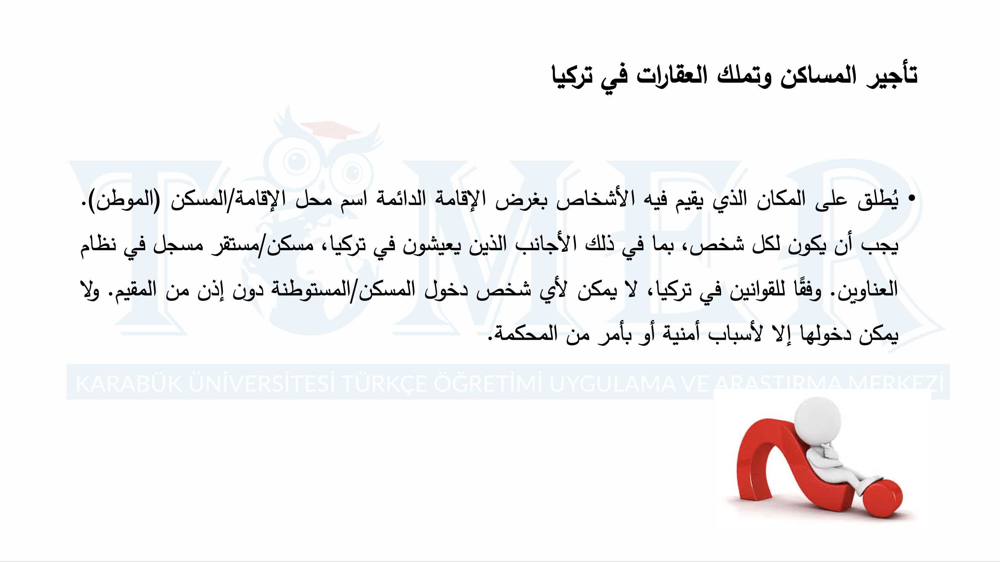 تأجير المساكن وتملك العقارات في تركيا
• يُطلق على المكان الذي يقيم فيه الأشخاص بغرض الإقامة الدائمة اسم محل الإقامة/المسكن (الموطن).
يجب أن يكون لكل شخص، بما في ذلك الأجانب الذين يعيشون في تركيا، مسكن/مستقر مسجل في نظام
العناوين. وفقًا للقوانين في تركيا، لا يمكن لأي شخص دخول المسكن/المستوطنة دون إذن من المقيم. ولا
يمكن دخولها إلا لأسباب أمنية أو بأمر من المحكمة.
TÖMER
KARABÜK ÜNİVERSİTESİ TÜRKÇE ÖĞRETİMİ UYGULAMA VE ARAŞTIRMA MERKEZİ